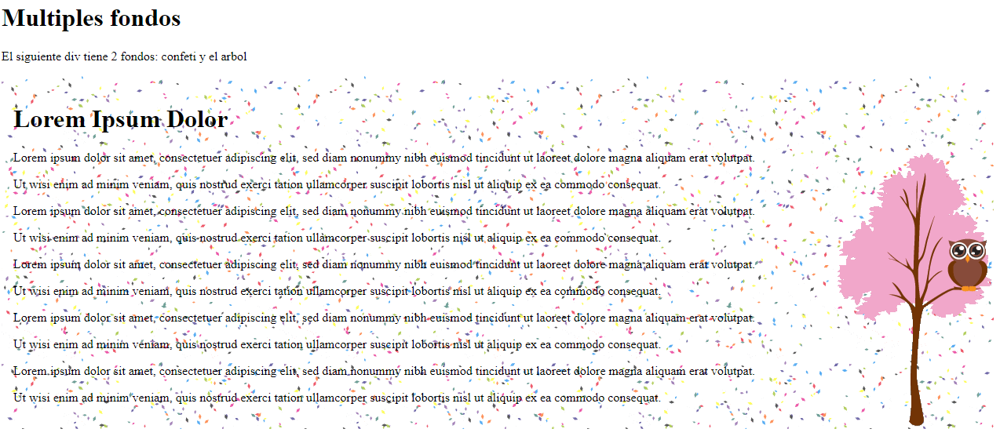 Multiples fondos
El siguiente div tiene 2 fondos: confeti y el arbol
Lorem Ipsum Dolor
Lorem ipsum dolor sit amet, consectetuer adipiscing elit, sed diam nonummy nibh euismod tincidunt ut laoreet dolore magna aliquam erat volutpat.
Ut wisi enim ad minim veniam, quis nostrud exerci tation ullamcorper suscipit lobortis nisl ut aliquip ex ea commodo consequat.
Lorem ipsum dolor sit amet, consectetuer adipiscing elit, sed diam nonummy nibh euismod tincidunt ut laoreet dolore magna aliquam erat volutpat.
Ut wisi enim ad minim veniam, quis nostrud exerci tation ullamcorper suscipit lobortis nisl ut aliquip ex ea commodo consequat.
Lorem ipsum dolor sit amet, consectetuer adipiscing elit, sed diam nonummy nibh euismod tincidunt ut laoreet dolore magna aliquam erat volutpat.
Ut wisi enim ad minim veniam, quis nostrud exerci tation ullamcorper suscipit lobortis nisl ut aliquip ex ea commodo consequat.
Lorem ipsum dolor sit amet, consectetuer adipiscing elit, sed diam nonummy nibh euismod tincidunt ut laoreet dolore magna aliquam erat volutpat.
Ut wisi enim ad minim veniam, quis nostrud exerci tation ullamcorper suscipit lobortis nisl ut aliquip ex ea commodo consequat.
Lorem ipsum dolor sit amet, consectetuer adipiscing elit, sed diam nonummy nibh euismod tincidunt ut laoreet dolore magna aliquam erat volutpat.
Ut wisi enim ad minim veniam, quis nostrud exerci tation ullamcorper suscipit lobortis nisl ut aliquip ex ea commodo consequat.